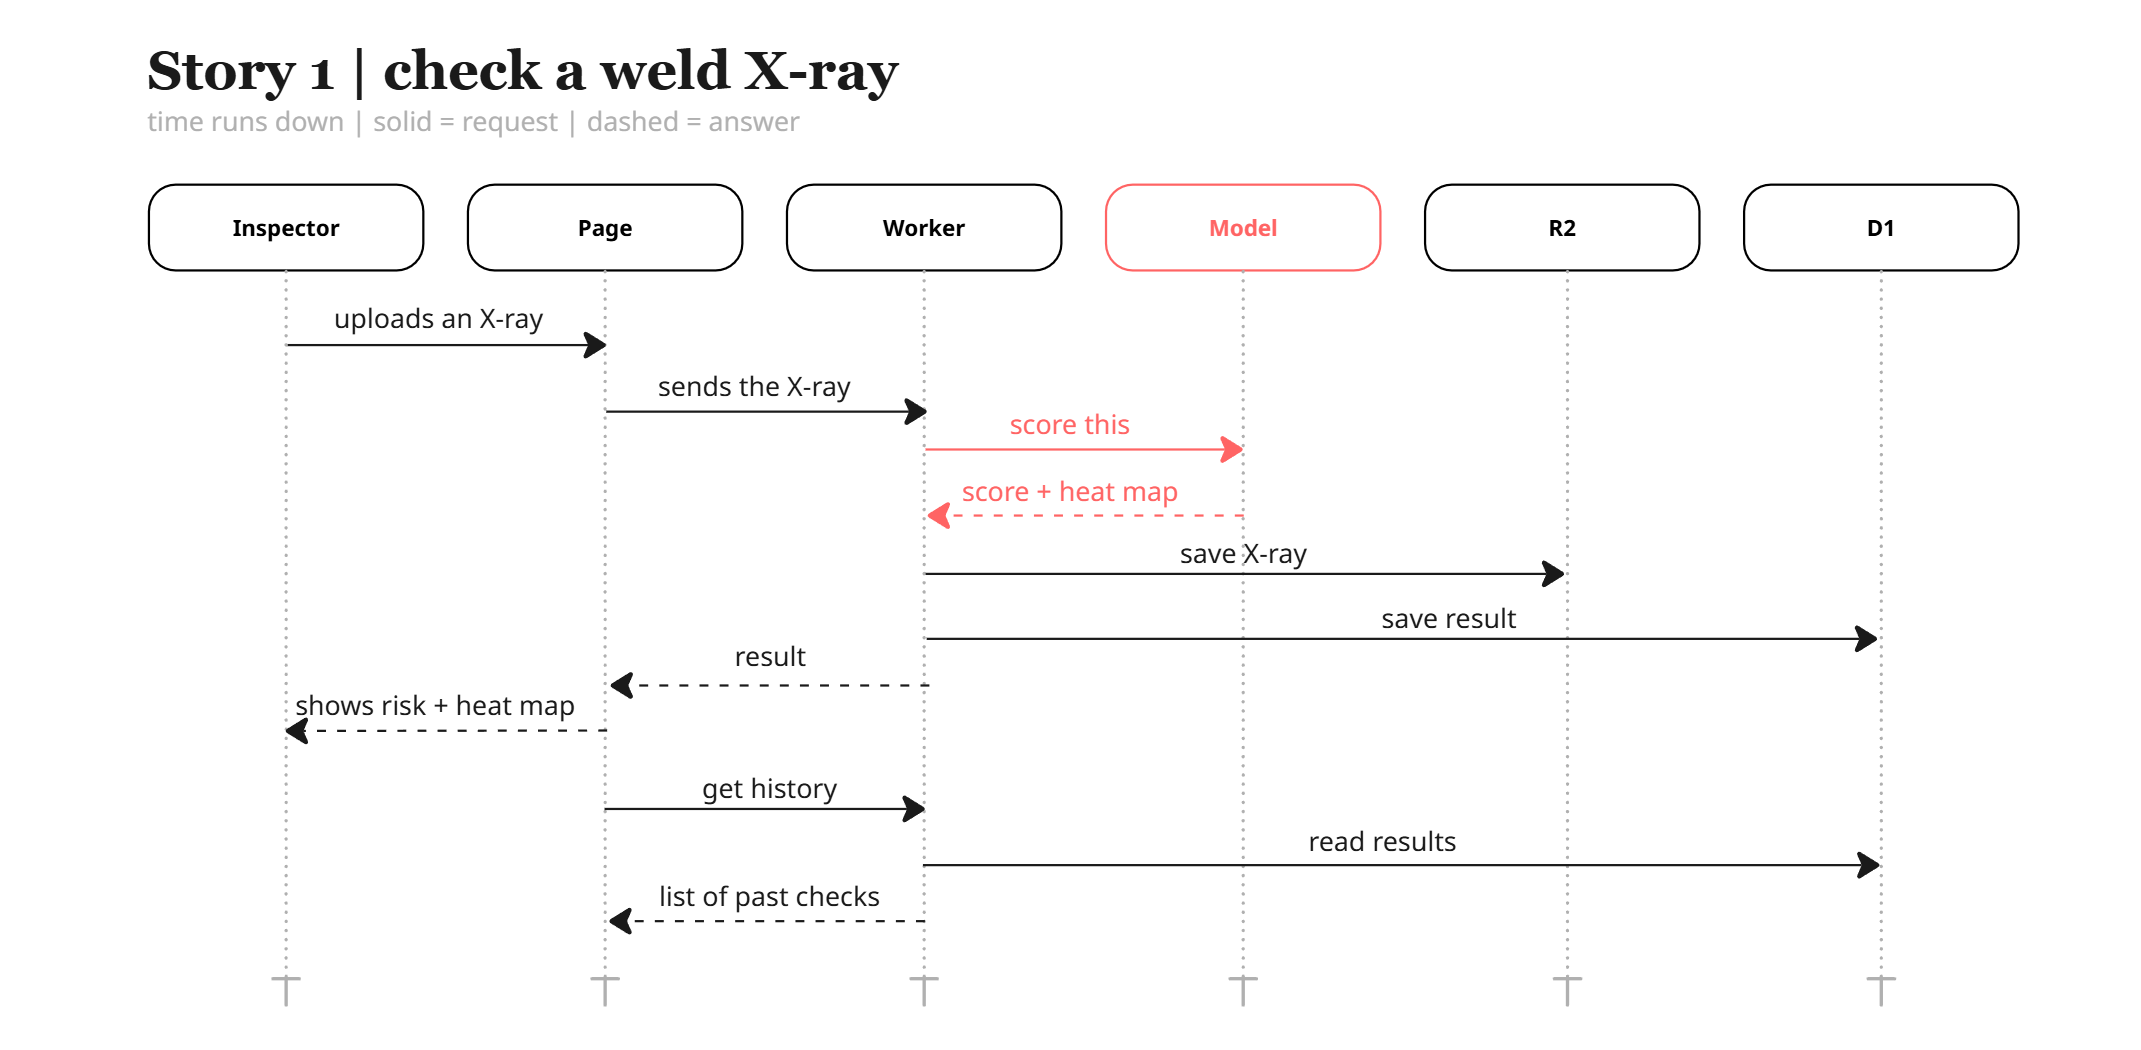 Story 1 | check a weld X-ray
time runs down | solid = request | dashed = answer
Inspector
Page
Worker
Model
R2
D1
uploads an X-ray
sends the X-ray
score this
score + heat map
save X-ray
save result
result
shows risk + heat map
get history
read results
list of past checks